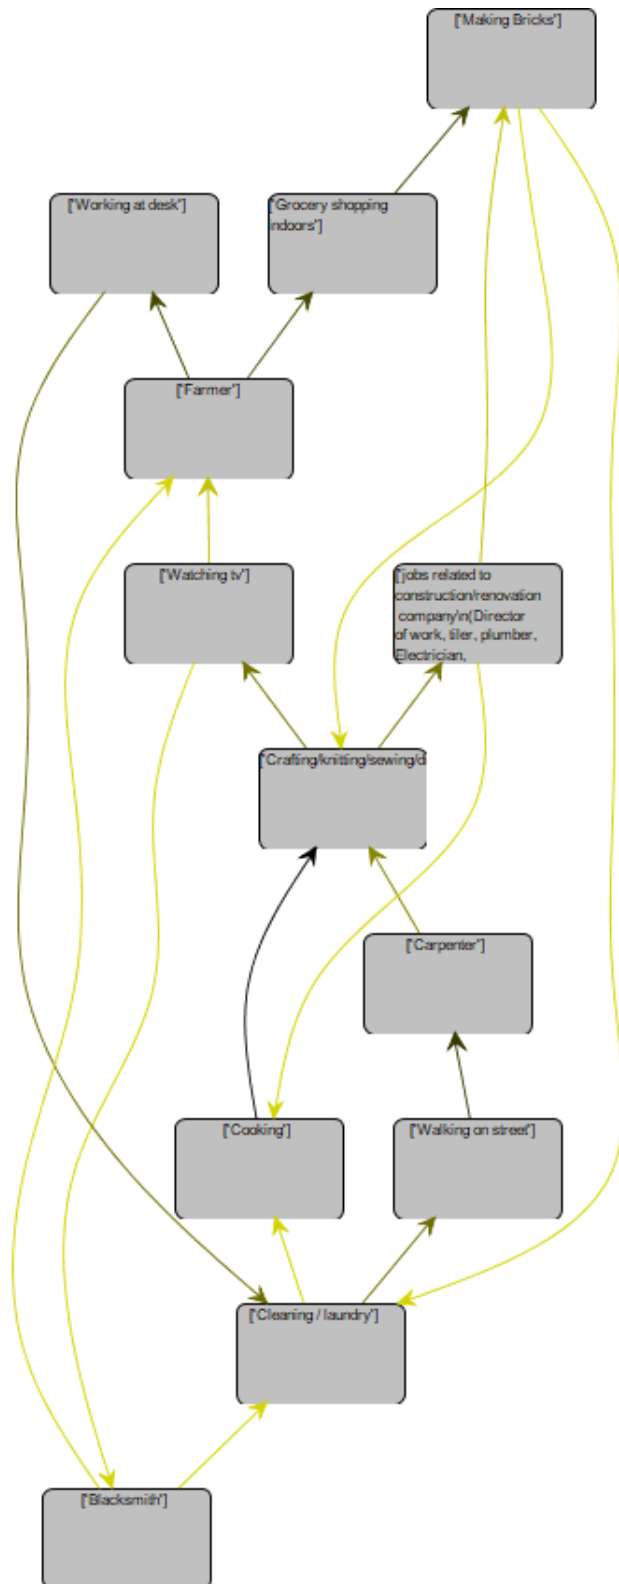 ['Making Bricks']
['Working at desk']
['Grocery shopping
indoors']
['Farmer']
['Watching tv']
['jobs related to
construction/renovation
company\n(Director
of work, tiler, plumber,
Electrician,
['Crafting/knitting/sewing/d
['Carpenter']
['Cooking']
['Walking on street']
['Cleaning / laundry']
['Blacksmith']